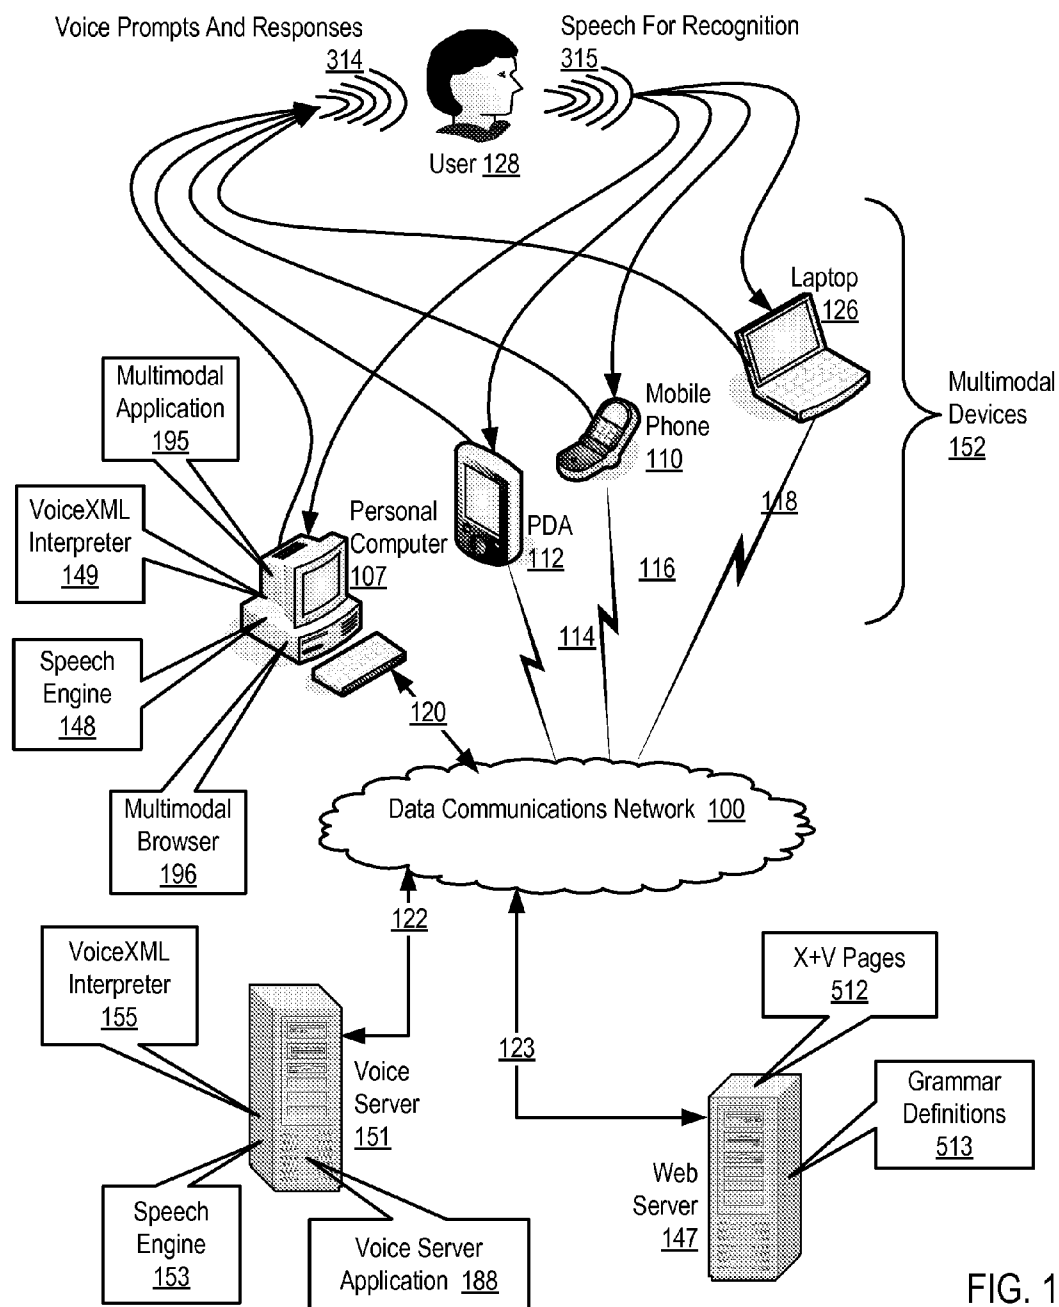 Voice Prompts And Responses
314
Speech For Recognition
315
User 128
Laptop
126
Multimodal
Devices
152
Mobile
Phone
110
PDA
112
Personal
Computer
107
Multimodal
Application
195
VoiceXML
Interpreter
149
Speech
Engine
148
Multimodal
Browser
196
118
116
114
120
Data Communications Network 100
122
123
VoiceXML
Interpreter
155
Voice
Server
151
Speech
Engine
153
Voice Server
Application 188
X+V Pages
512
Grammar
Definitions
513
Web
Server
147
FIG. 1